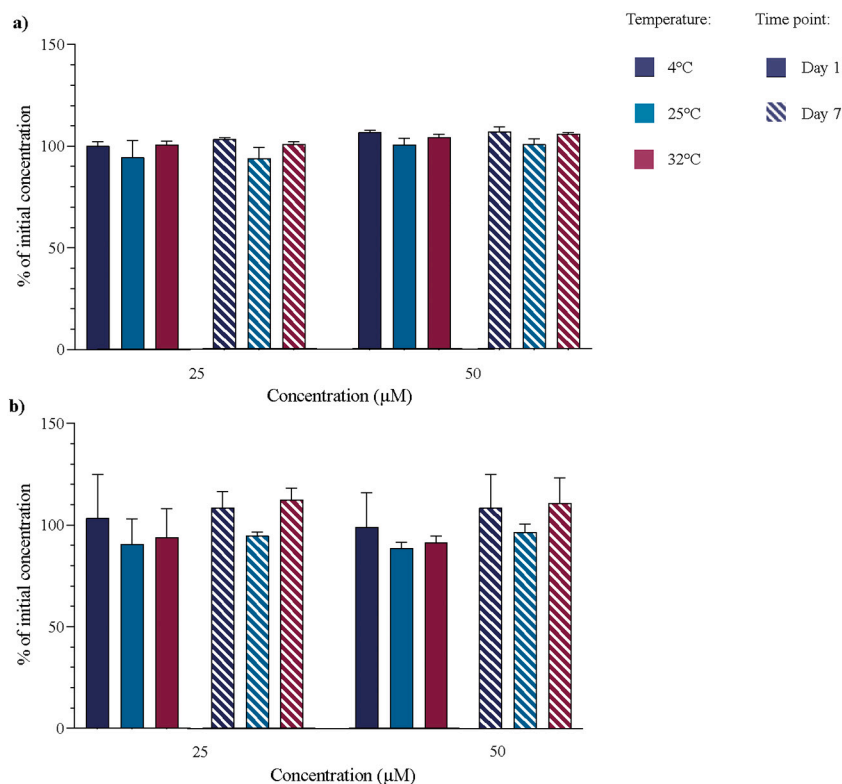 a)
150
100
50
0
% of initial concentration
25
50
Concentration (µM)
Temperature:
4°C
25°C
32°C
Time point:
Day 1
Day 7
b)
150
100
50
0
% of initial concentration
25
50
Concentration (µM)